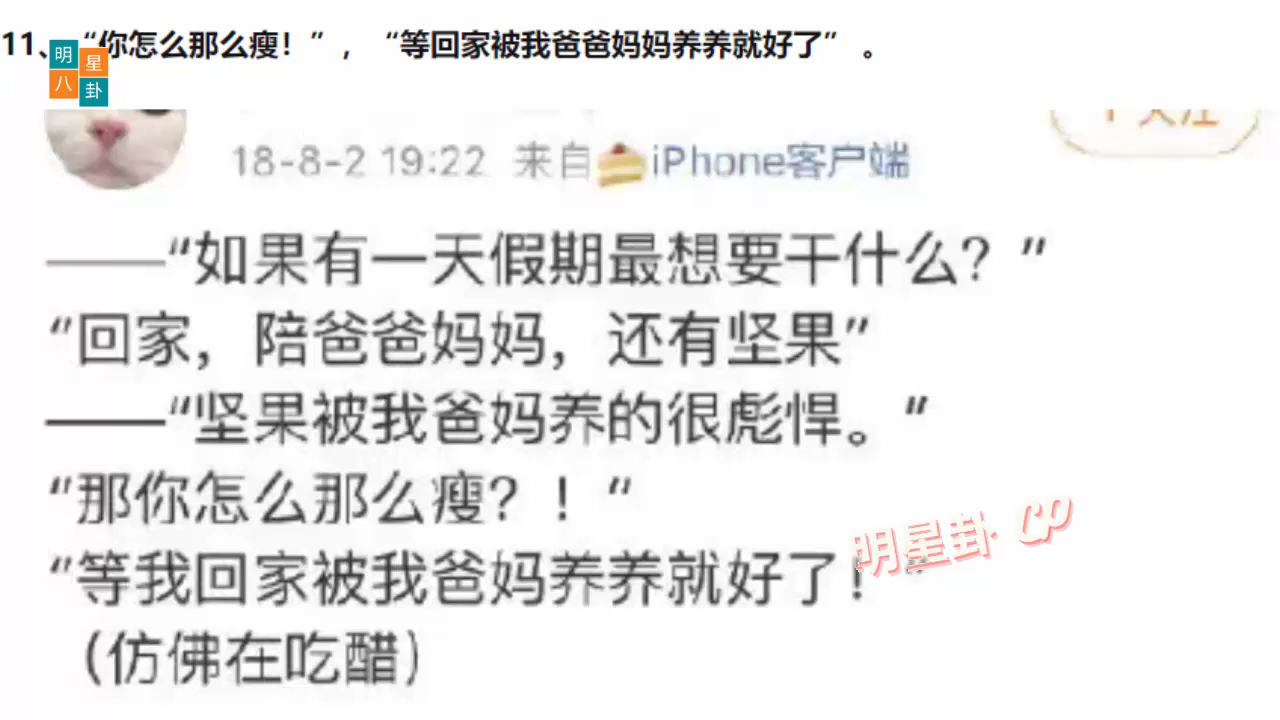 11、“你怎么那么瘦！”，“等回家被我爸爸妈妈养养就好了”。
明星八卦
18-8-2 19:22 来自iPhone客户端
——“如果有一天假期最想要干什么？”
“回家，陪爸爸妈妈，还有坚果”
——“坚果被我爸妈养的很彪悍。“
“那你怎么那么瘦？！“
“等我回家被我爸妈养养就好了！“
（仿佛在吃醋）
明星卦·CP